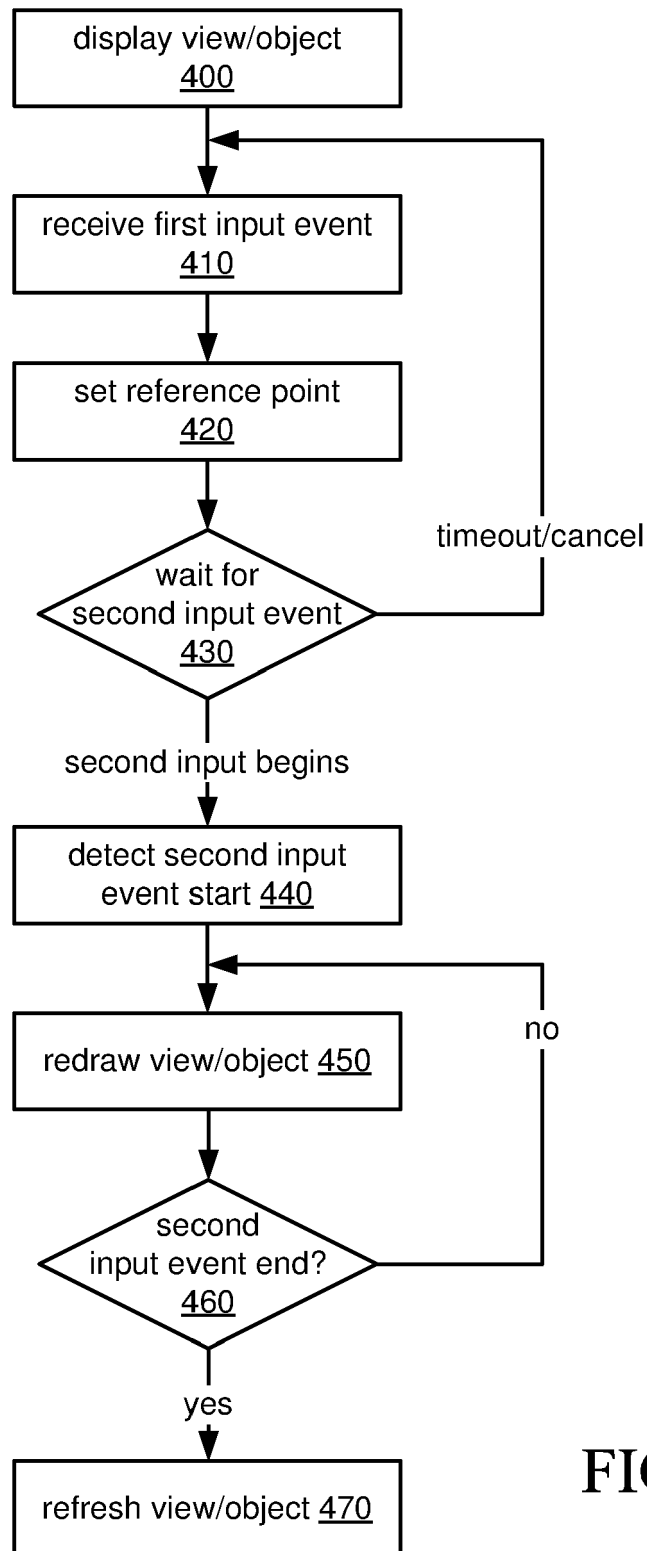 display view/object
400
receive first input event
410
set reference point
420
timeout/cancel
wait for
second input event
430
second input begins
detect second input
event start 440
no
redraw view/object 450
second
input event end?
460
yes
refresh view/object 470